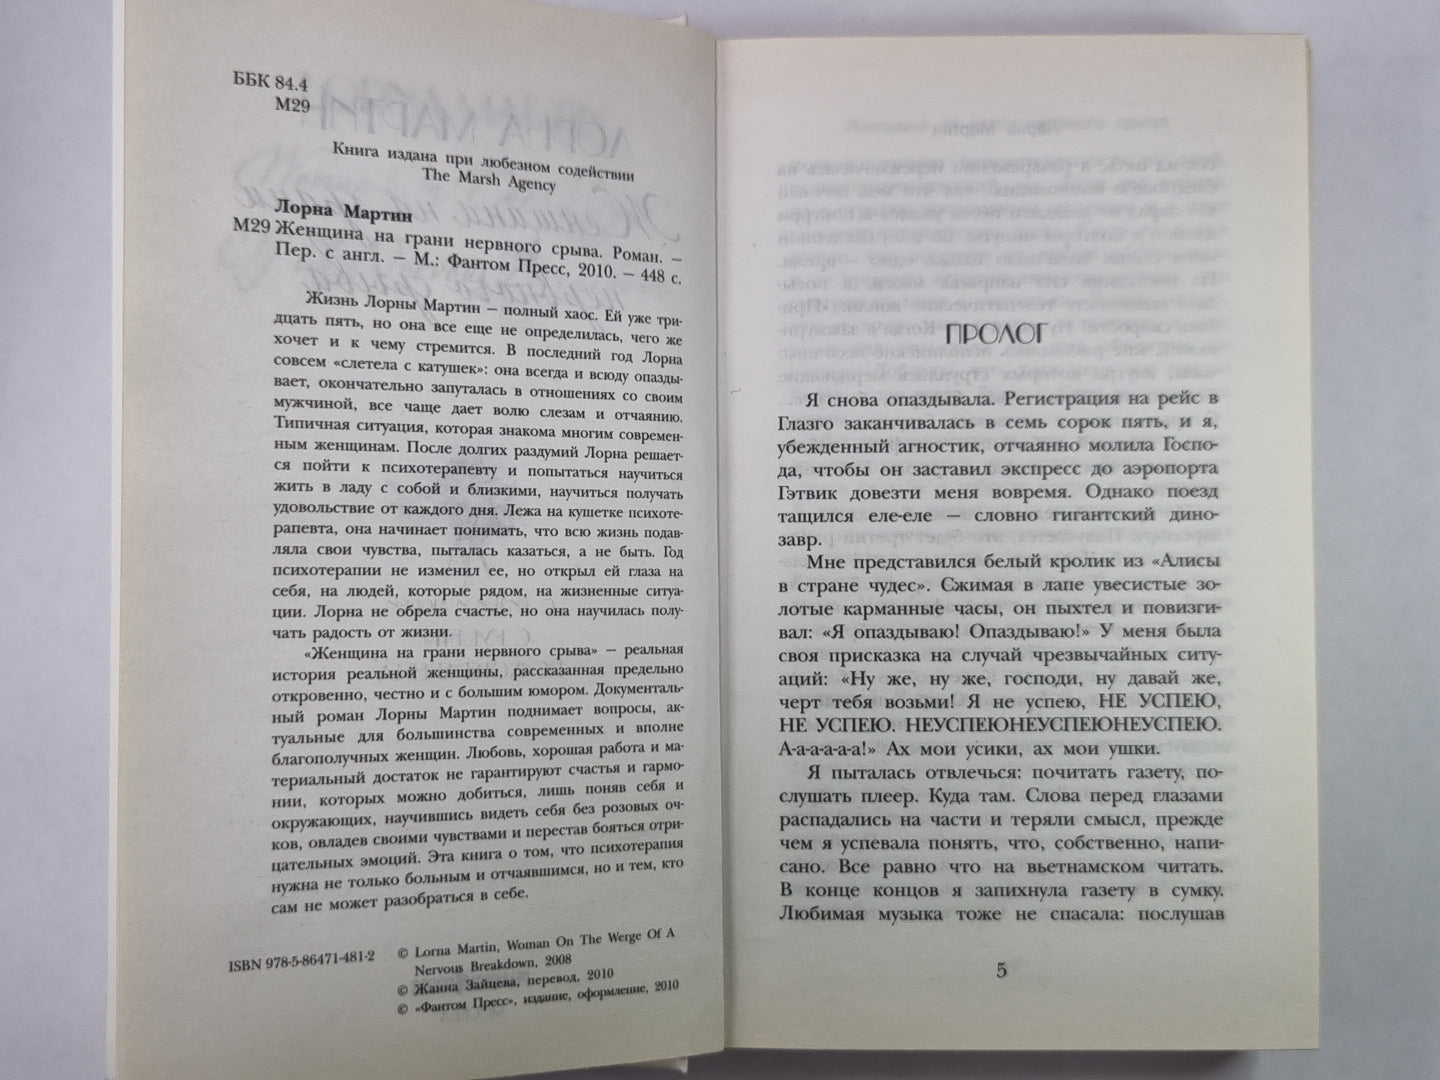 ББК 84.4
М29
Книга издана при любезном содействии
The Marsh Agency
Лорна Мартин
М29 Женщина на грани нервного срыва. Роман. –
Пер. с англ. – М.: Фантом Пресс, 2010. – 448 с.
Жизнь Лорны Мартин – полный хаос. Ей уже три-
дцать пять, но она все еще не определилась, чего же
хочет и к чему стремится. В последний год Лорна
совсем «слетела с катушек»: она всегда и всюду опазды-
вает, окончательно запуталась в отношениях со своим
мужчиной, все чаще дает волю слезам и отчаянию.
Типичная ситуация, которая знакома многим современ-
ным женщинам. После долгих раздумий Лорна решает-
ся пойти к психотерапевту и попытаться научиться
жить в ладу с собой и близкими, научиться получать
удовольствие от каждого дня. Лежа на кушетке психоте-
рапевта, она начинает понимать, что всю жизнь подав-
ляла свои чувства, пыталась казаться, а не быть. Год
психотерапии не изменил ее, но открыл ей глаза на
себя, на людей, которые рядом, на жизненные ситуа-
ции. Лорна не обрела счастье, но она научилась полу-
чать радость от жизни.
«Женщина на грани нервного срыва» – реальная
история реальной женщины, рассказанная предельно
откровенно, честно и с большим юмором. Документаль-
ный роман Лорны Мартин поднимает вопросы, ак-
туальные для большинства современных и вполне
благополучных женщин. Любовь, хорошая работа и ма-
териальный достаток не гарантируют счастья и гармо-
нии, которых можно добиться, лишь поняв себя и
окружающих, научившись видеть себя без розовых оч-
ков, овладев своими чувствами и перестав бояться отри-
цательных эмоций. Эта книга о том, что психотерапия
нужна не только больным и отчаявшимся, но и тем, кто
сам не может разобраться в себе.
ISBN 978-5-86471-481-2
© Lorna Martin, Woman On The Werge Of A
Nervous Breakdown, 2008
© Жанна Зайцева, перевод, 2010
© «Фантом Пресс», издание, оформление, 2010
ПРОЛОГ
Я снова опаздывала. Регистрация на рейс в
Глазго заканчивалась в семь сорок пять, и я,
убежденный агностик, отчаянно молила Госпо-
да, чтобы он заставил экспресс до аэропорта
Гэтвик довезти меня вовремя. Однако поезд
тащился еле-еле – словно гигантский дино-
завр.
Мне представился белый кролик из «Алисы
в стране чудес». Сжимая в лапе увесистые зо-
лотые карманные часы, он пыхтел и повизги-
вал: «Я опаздываю! Опаздываю!» У меня была
своя присказка на случай чрезвычайных ситу-
аций: «Ну же, ну же, господи, ну давай же,
черт тебя возьми! Я не успею, НЕ УСПЕЮ,
НЕ УСПЕЮ. НЕУСПЕЮНЕУСПЕЮНЕУСПЕЮ.
А-а-а-а-а-а!» Ах мои усики, ах мои ушки.
Я пыталась отвлечься: почитать газету, по-
слушать плеер. Куда там. Слова перед глазами
распадались на части и теряли смысл, прежде
чем я успевала понять, что, собственно, напи-
сано. Все равно что на вьетнамском читать.
В конце концов я запихнула газету в сумку.
Любимая музыка тоже не спасала: послушав
5